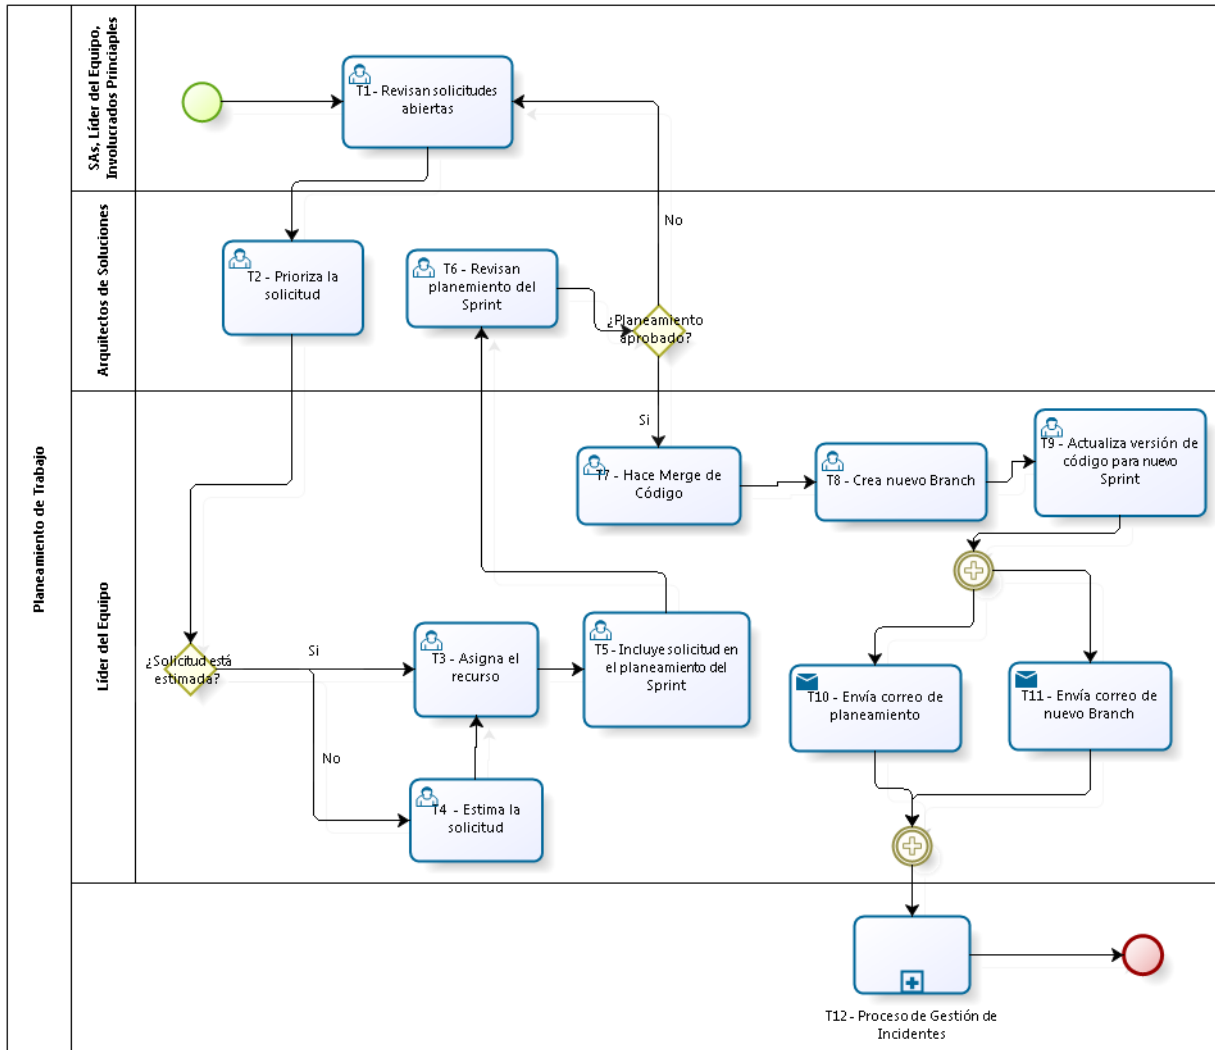 Planeamiento de Trabajo
SAs, Líder del Equipo,
Involucrados Princiaples
T1 - Revisan solicitudes
abiertas
Arquitectos de Soluciones
T2 - Prioriza la
solicitud
T6 - Revisan
planemiento del
Sprint
No
¿Planeamiento
aprobado?
Si
Líder del Equipo
T7 - Hace Merge de
Código
T8 - Crea nuevo Branch
T9 - Actualiza versión de
código para nuevo
Sprint
¿Solicitud está
estimada?
Si
No
T3 - Asigna el
recurso
T4 - Estima la
solicitud
T5 - Incluye solicitud en
el planeamiento del
Sprint
T10 - Envía correo de
planeamiento
T11 - Envía correo de
nuevo Branch
T12 - Proceso de Gestión de
Incidentes